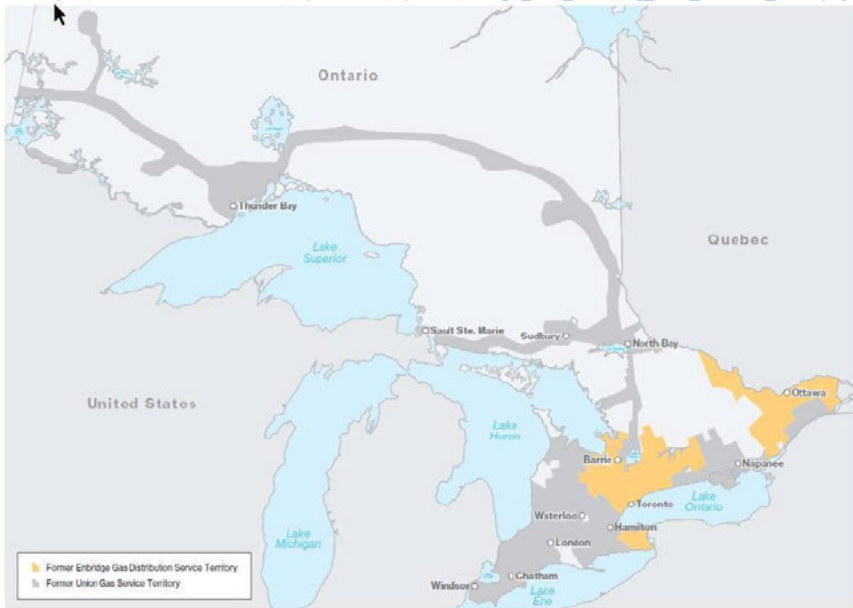 Ontario
Thunder Bay
Lake
Superior
Quebec
Sault Ste. Marie
Sudbury
North Bay
United States
Ottawa
Lake
Huron
Barrie
Napanee
Toronto
Lake
Ontario
Waterloo
Hamilton
Lake
Michigan
London
Chatham
Windsor
Lake
Erie
Former Enbridge Gas Distribution Service Territory
Former Union Gas Service Territory